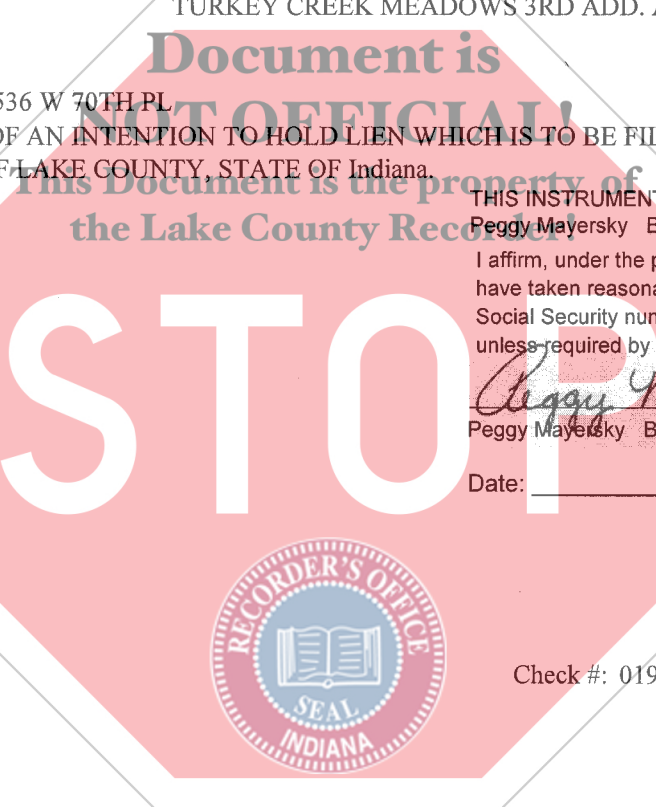 TURKEY CREEK MEADOWS 3RD ADD.
Document is
536 W 70TH PL
NOT OFFICIAL!
OF AN INTENTION TO HOLD LIEN WHICH IS TO BE FIL
F LAKE COUNTY, STATE OF Indiana.
This Document is the property of
the Lake County Recorder!
THIS INSTRUMENT
Peggy Mayersky B
I affirm, under the p
have taken reasona
Social Security num
unless required by
Peggy
Peggy Mayersky B
Date:
STOP
RECORDER'S OFFICE
SEAL
INDIANA
Check #: 019